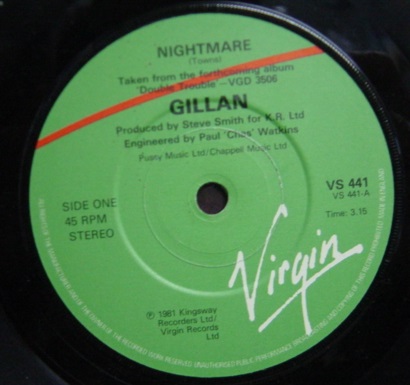 NIGHTMARE
(Towns)
Taken from the forthcoming album
'Double Trouble'—VGD 3506
GILLAN
Produced by Steve Smith for K.R. Ltd
Engineered by Paul 'Ches' Watkins
Pussy Music Ltd/Chappell Music Ltd
SIDE ONE
45 RPM
STEREO
VS 441
VS 441-A
Time: 3.15
Virgin
℗ 1981 Kingsway
Recorders Ltd/
Virgin Records
Ltd